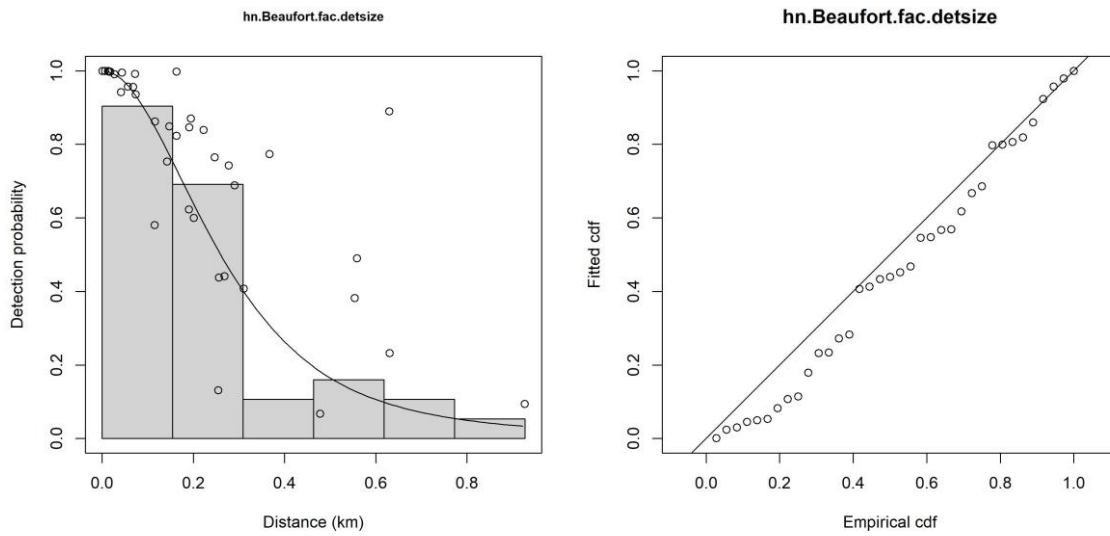 hn.Beaufort.fac.detsize
Detection probability
1.0
0.8
0.6
0.4
0.2
0.0
0.0 0.2 0.4 0.6 0.8
Distance (km)
hn.Beaufort.fac.detsize
Fitted cdf
1.0
0.8
0.6
0.4
0.2
0.0
0.0 0.2 0.4 0.6 0.8 1.0
Empirical cdf